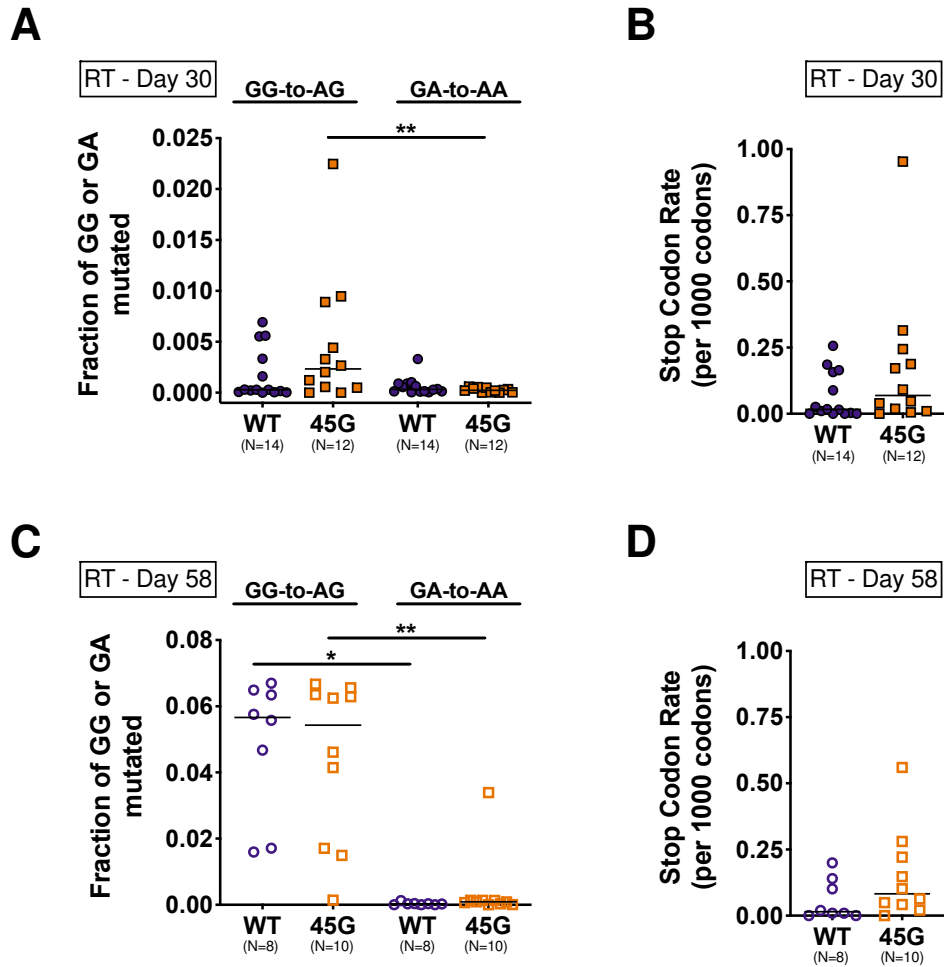 A
RT - Day 30
GG-to-AG
GA-to-AA
Fraction of GG or GA
mutated
0.025
0.020
0.015
0.010
0.005
0.000
**
WT
45G
WT
45G
(N=14)
(N=12)
(N=14)
(N=12)
B
RT - Day 30
Stop Codon Rate
(per 1000 codons)
1.00
0.75
0.50
0.25
0.00
WT
45G
(N=14)
(N=12)
C
RT - Day 58
GG-to-AG
GA-to-AA
Fraction of GG or GA
mutated
0.08
0.06
0.04
0.02
0.00
**
*
WT
45G
WT
45G
(N=8)
(N=10)
(N=8)
(N=10)
D
RT - Day 58
Stop Codon Rate
(per 1000 codons)
1.00
0.75
0.50
0.25
0.00
WT
45G
(N=8)
(N=10)